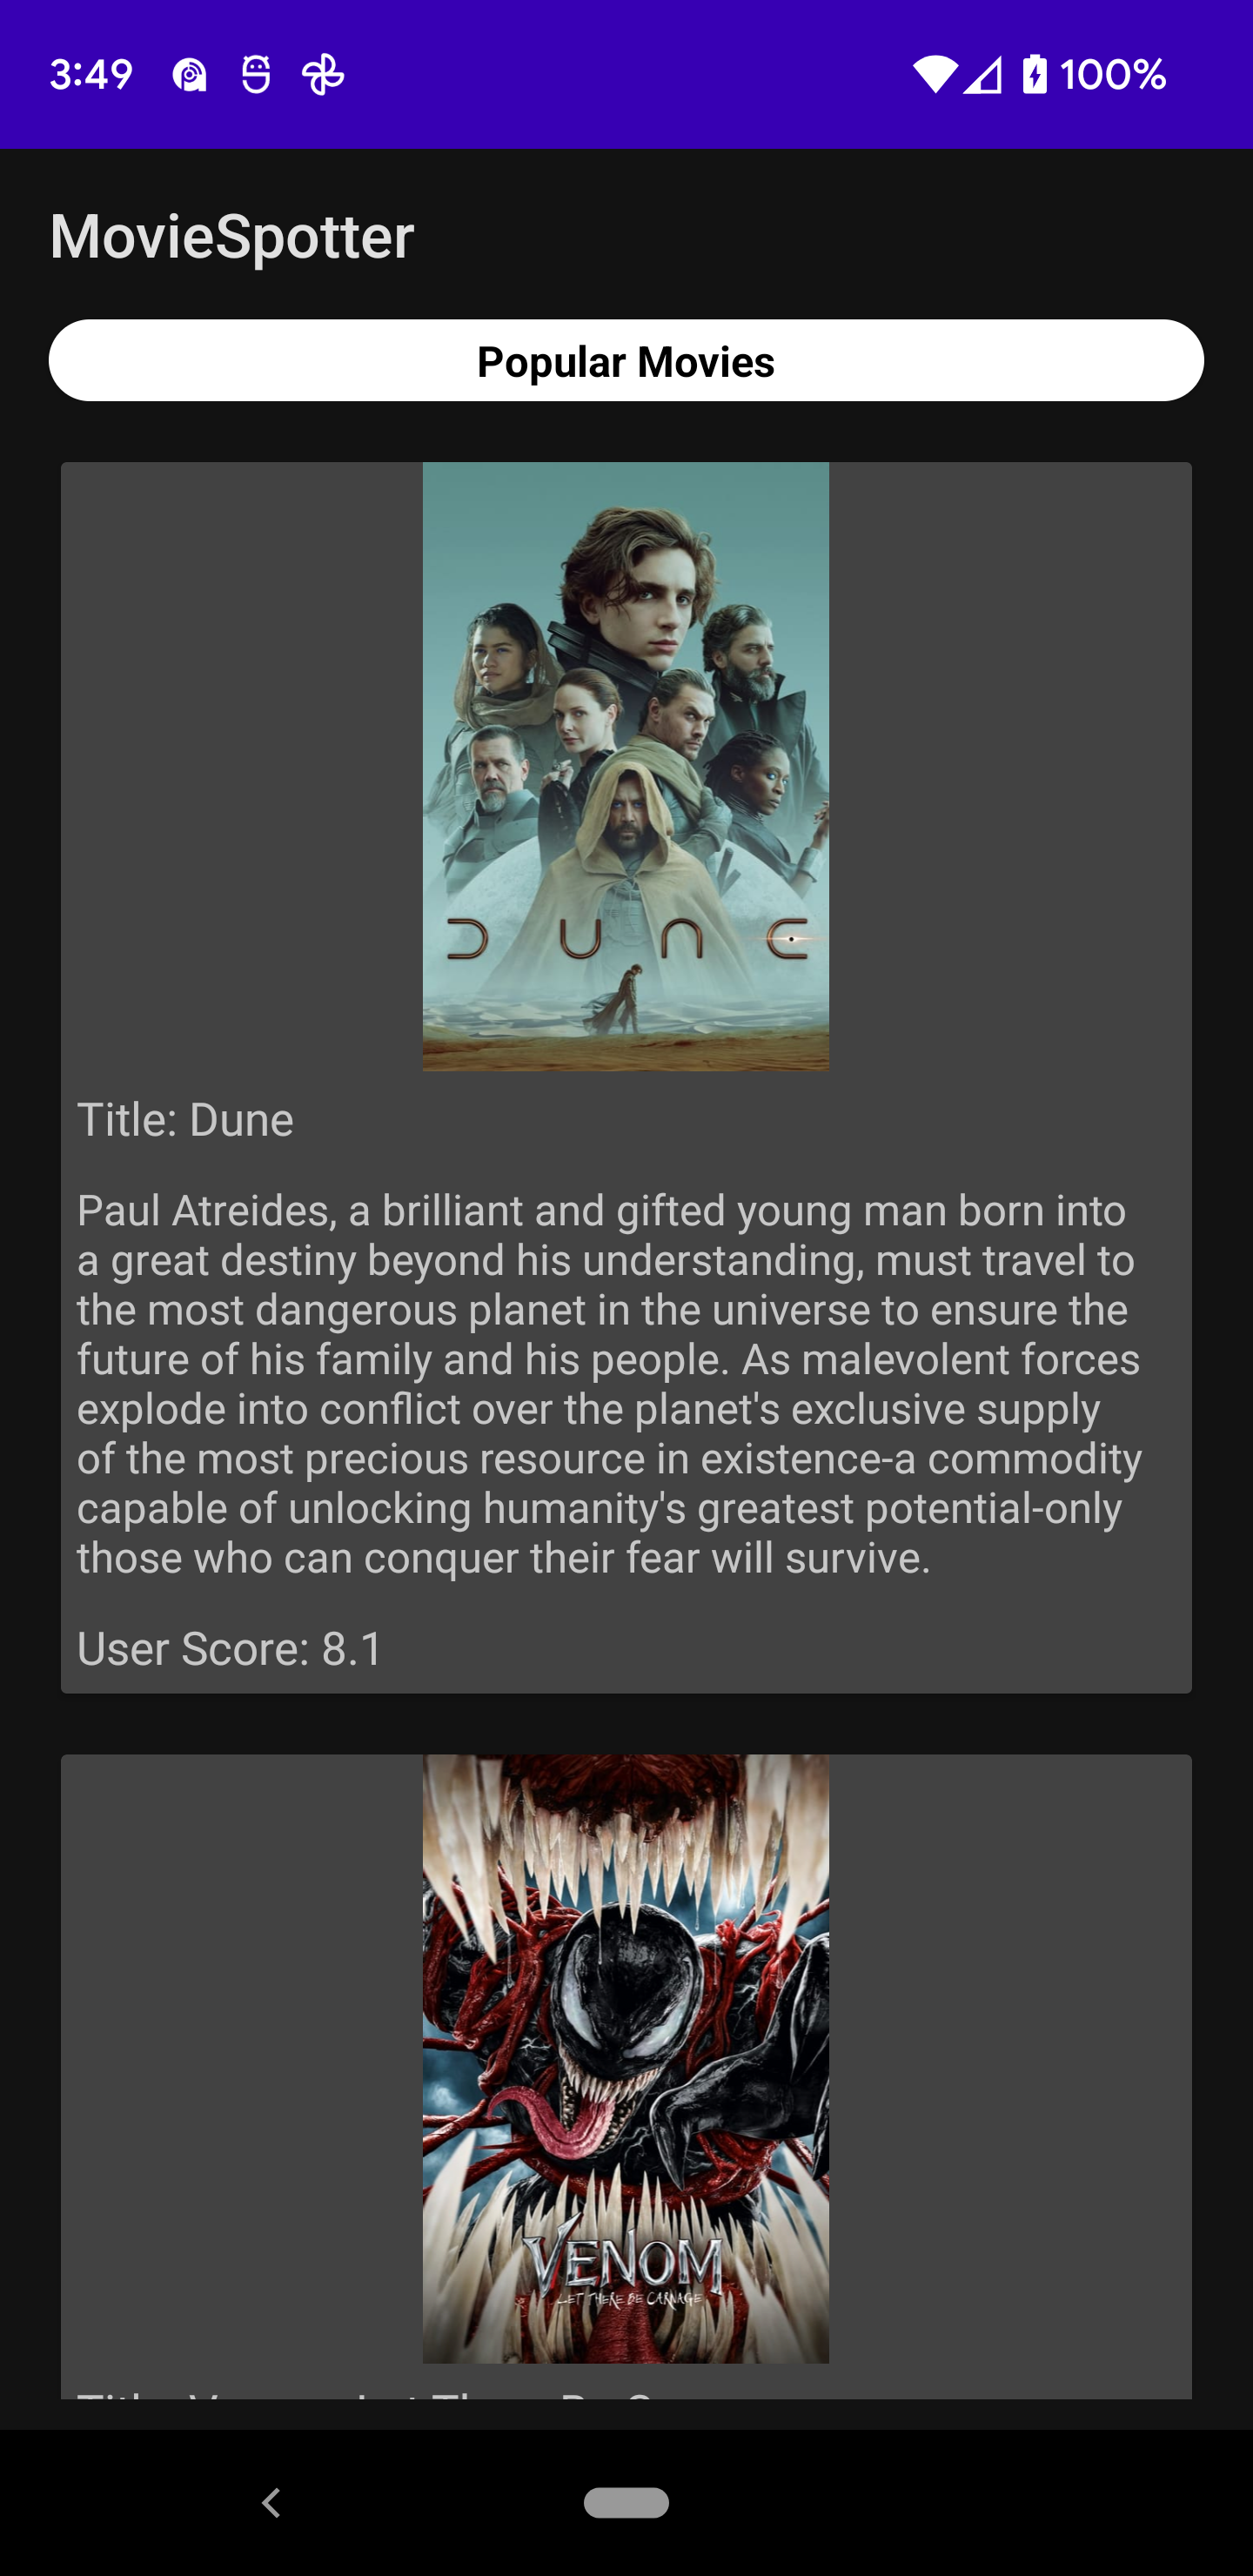 3:49
100%
MovieSpotter
Popular Movies
DUNE
Title: Dune
Paul Atreides, a brilliant and gifted young man born into
a great destiny beyond his understanding, must travel to
the most dangerous planet in the universe to ensure the
future of his family and his people. As malevolent forces
explode into conflict over the planet's exclusive supply
of the most precious resource in existence-a commodity
capable of unlocking humanity's greatest potential-only
those who can conquer their fear will survive.
User Score: 8.1
VENOM
LET THERE BE CARNAGE